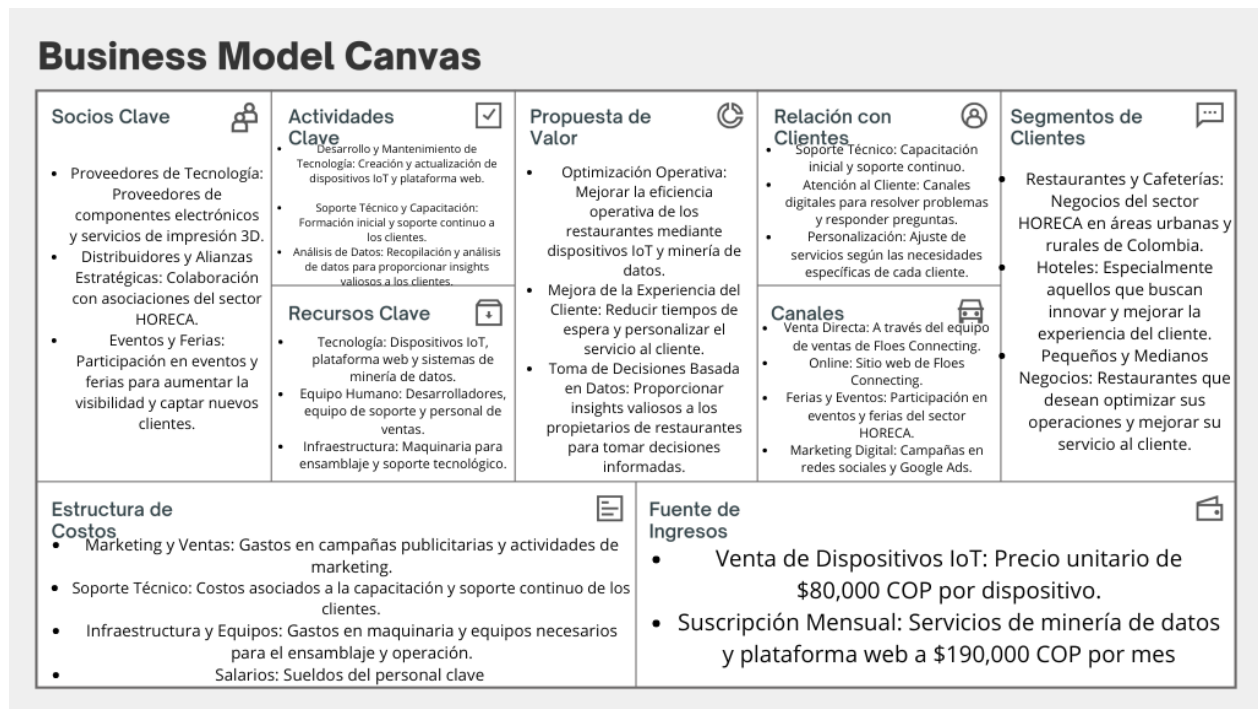 Business Model Canvas
Socios Clave
• Proveedores de Tecnología:
Proveedores de
componentes electrónicos
y servicios de impresión 3D.
• Distribuidores y Alianzas
Estratégicas: Colaboración
con asociaciones del sector
HORECA.
• Eventos y Ferias:
Participación en eventos y
ferias para aumentar la
visibilidad y captar nuevos
clientes.
Actividades
Clave
• Desarrollo y Mantenimiento de
Tecnología: Creación y actualización de
dispositivos IoT y plataforma web.
• Soporte Técnico y Capacitación:
Formación inicial y soporte continuo a
los clientes.
• Análisis de Datos: Recopilación y análisis
de datos para proporcionar insights
valiosos a los clientes.
Recursos Clave
• Tecnología: Dispositivos IoT,
plataforma web y sistemas de
minería de datos.
• Equipo Humano: Desarrolladores,
equipo de soporte y personal de
ventas.
• Infraestructura: Maquinaria para
ensamblaje y soporte tecnológico.
Propuesta de
Valor
• Optimización Operativa:
Mejorar la eficiencia
operativa de los
restaurantes mediante
dispositivos IoT y minería de
datos.
• Mejora de la Experiencia del
Cliente: Reducir tiempos de
espera y personalizar el
servicio al cliente.
• Toma de Decisiones Basada
en Datos: Proporcionar
insights valiosos a los
propietarios de restaurantes
para tomar decisiones
informadas.
Relación con
Clientes
• Soporte Técnico: Capacitación
inicial y soporte continuo.
• Atención al Cliente: Canales
digitales para resolver problemas
y responder preguntas.
• Personalización: Ajuste de
servicios según las necesidades
específicas de cada cliente.
Canales
• Venta Directa: A través del equipo
de ventas de Floes Connecting.
• Online: Sitio web de Floes
Connecting.
• Ferias y Eventos: Participación en
eventos y ferias del sector
HORECA.
• Marketing Digital: Campañas en
redes sociales y Google Ads.
Segmentos de
Clientes
• Restaurantes y Cafeterías:
Negocios del sector
HORECA en áreas urbanas y
rurales de Colombia.
• Hoteles: Especialmente
aquellos que buscan
innovar y mejorar la
experiencia del cliente.
• Pequeños y Medianos
Negocios: Restaurantes que
desean optimizar sus
operaciones y mejorar su
servicio al cliente.
Estructura de
Costos
• Marketing y Ventas: Gastos en campañas publicitarias y actividades de
marketing.
• Soporte Técnico: Costos asociados a la capacitación y soporte continuo de los
clientes.
• Infraestructura y Equipos: Gastos en maquinaria y equipos necesarios
para el ensamblaje y operación.
• Salarios: Sueldos del personal clave
Fuente de
Ingresos
• Venta de Dispositivos IoT: Precio unitario de
$80,000 COP por dispositivo.
• Suscripción Mensual: Servicios de minería de datos
y plataforma web a $190,000 COP por mes